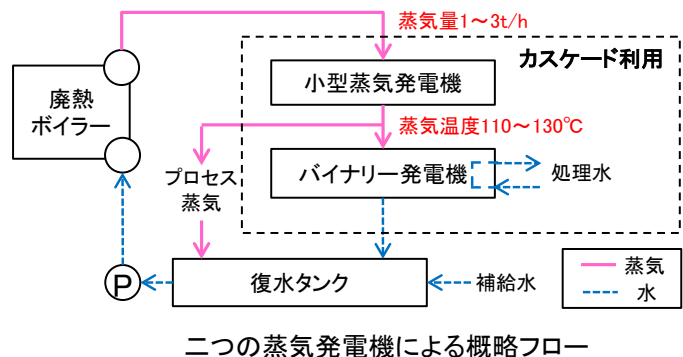 蒸気量1～3t/h
カスケード利用
廃熱
ボイラー
小型蒸気発電機
蒸気温度110～130℃
プロセス
蒸気
バイナリー発電機
処理水
P
復水タンク
補給水
蒸気
水
二つの蒸気発電機による概略フロー